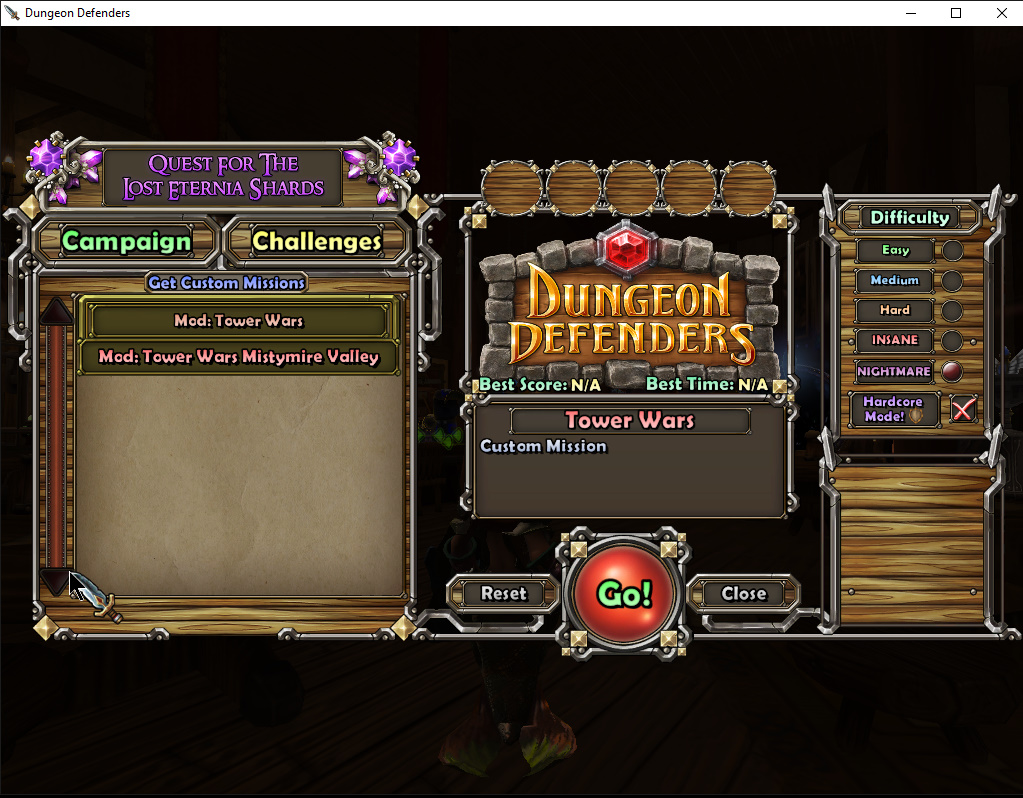 Dungeon Defenders
Quest for The
Lost Eternia Shards
Campaign
Challenges
Get Custom Missions
Mod: Tower Wars
Mod: Tower Wars Mistymire Valley
Dungeon
Defenders
Best Score: N/A
Best Time: N/A
Tower Wars
Custom Mission
Reset
Go!
Close
Difficulty
Easy
Medium
Hard
INSANE
NIGHTMARE
Hardcore
Mode!